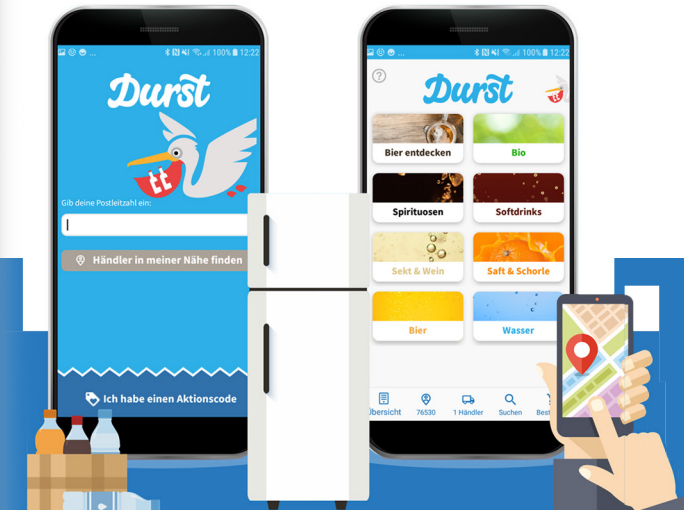 ... 100% 12:22
Durst
tt
Gib deine Postleitzahl ein:
Händler in meiner Nähe finden
Ich habe einen Aktionscode
... 100% 12:22
?
Durst
Bier entdecken
Bio
Spirituosen
Softdrinks
Sekt & Wein
Saft & Schorle
Bier
Wasser
Übersicht
76530
1 Händler
Suchen